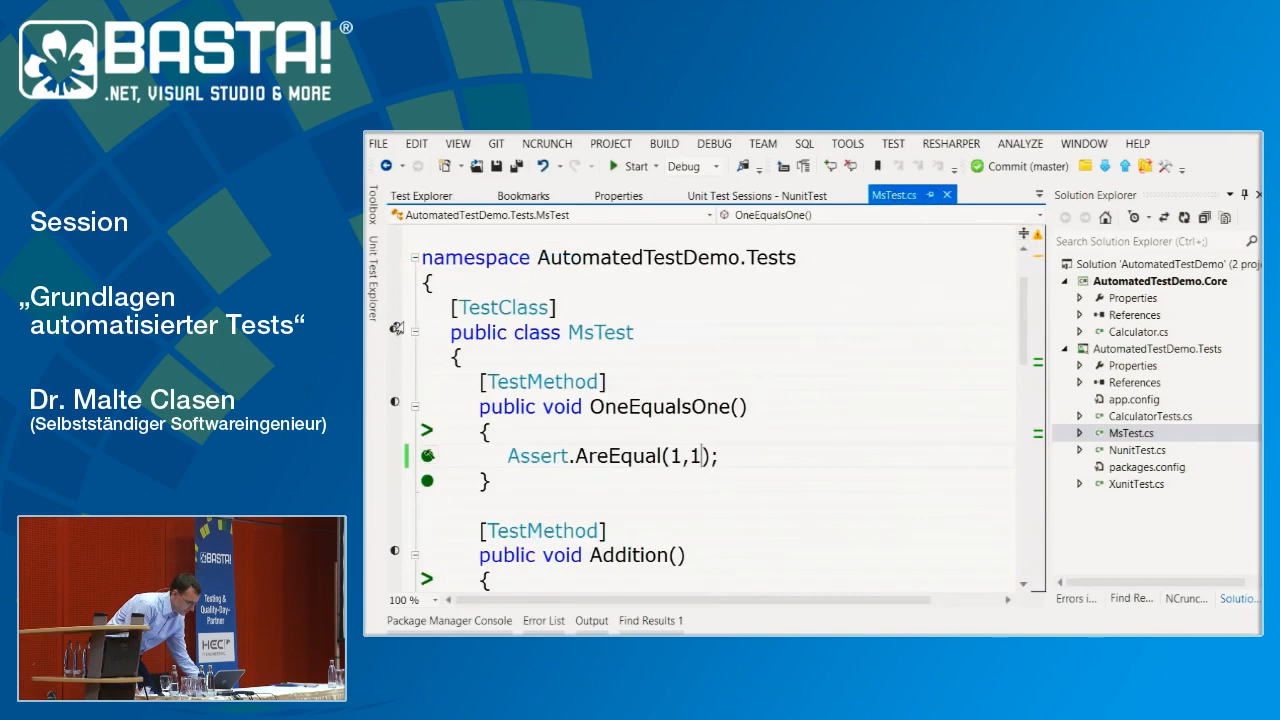 BASTA!®
.NET, VISUAL STUDIO & MORE
Session
„Grundlagen
automatisierter Tests“
Dr. Malte Clasen
(Selbstständiger Softwareingenieur)
BASTA!
Testing &
Quality-Day-
Partner
HEC
FILE EDIT VIEW GIT NCRUNCH PROJECT BUILD DEBUG TEAM SQL TOOLS TEST RESHARPER ANALYZE WINDOW HELP
Start Debug Commit (master)
Toolbox
Unit Test Explorer
Test Explorer Bookmarks Properties Unit Test Sessions - NunitTest MsTest.cs
AutomatedTestDemo.Tests.MsTest OneEqualsOne()
namespace AutomatedTestDemo.Tests
{
[TestClass]
public class MsTest
{
[TestMethod]
public void OneEqualsOne()
{
Assert.AreEqual(1,1);
}
[TestMethod]
public void Addition()
{
100 %
Package Manager Console Error List Output Find Results 1
Solution Explorer
Search Solution Explorer (Ctrl+;)
Solution 'AutomatedTestDemo' (2 proj
AutomatedTestDemo.Core
Properties
References
Calculator.cs
AutomatedTestDemo.Tests
Properties
References
app.config
CalculatorTests.cs
MsTest.cs
NunitTest.cs
packages.config
XunitTest.cs
Errors i... Find Re... NCrunc... Solutio...